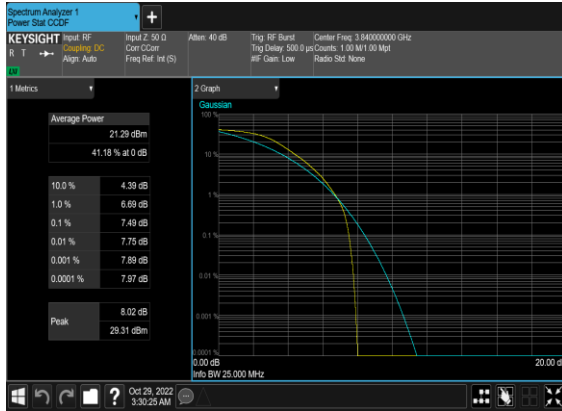 Spectrum Analyzer 1
Power Stat CCDF
+
KEYSIGHT Input: RF
R T Coupling: DC
Align: Auto
Input Z: 50 Ω
Corr CCorr
Freq Ref: Int (S)
Atten: 40 dB
Trig: RF Burst
Trig Delay: 500.0 µs
#IF Gain: Low
Center Freq: 3.840000000 GHz
Counts: 1.00 M/1.00 Mpt
Radio Std: None
LV
1 Metrics
Average Power
21.29 dBm
41.18 % at 0 dB
10.0 % 4.39 dB
1.0 % 6.69 dB
0.1 % 7.49 dB
0.01 % 7.75 dB
0.001 % 7.89 dB
0.0001 % 7.97 dB
Peak
8.02 dB
29.31 dBm
2 Graph
Gaussian
100 %
10 %
1 %
0.1 %
0.01 %
0.001 %
0.0001 %
0.00 dB
20.00 d
Info BW 25.000 MHz
?
Oct 29, 2022
3:30:25 AM